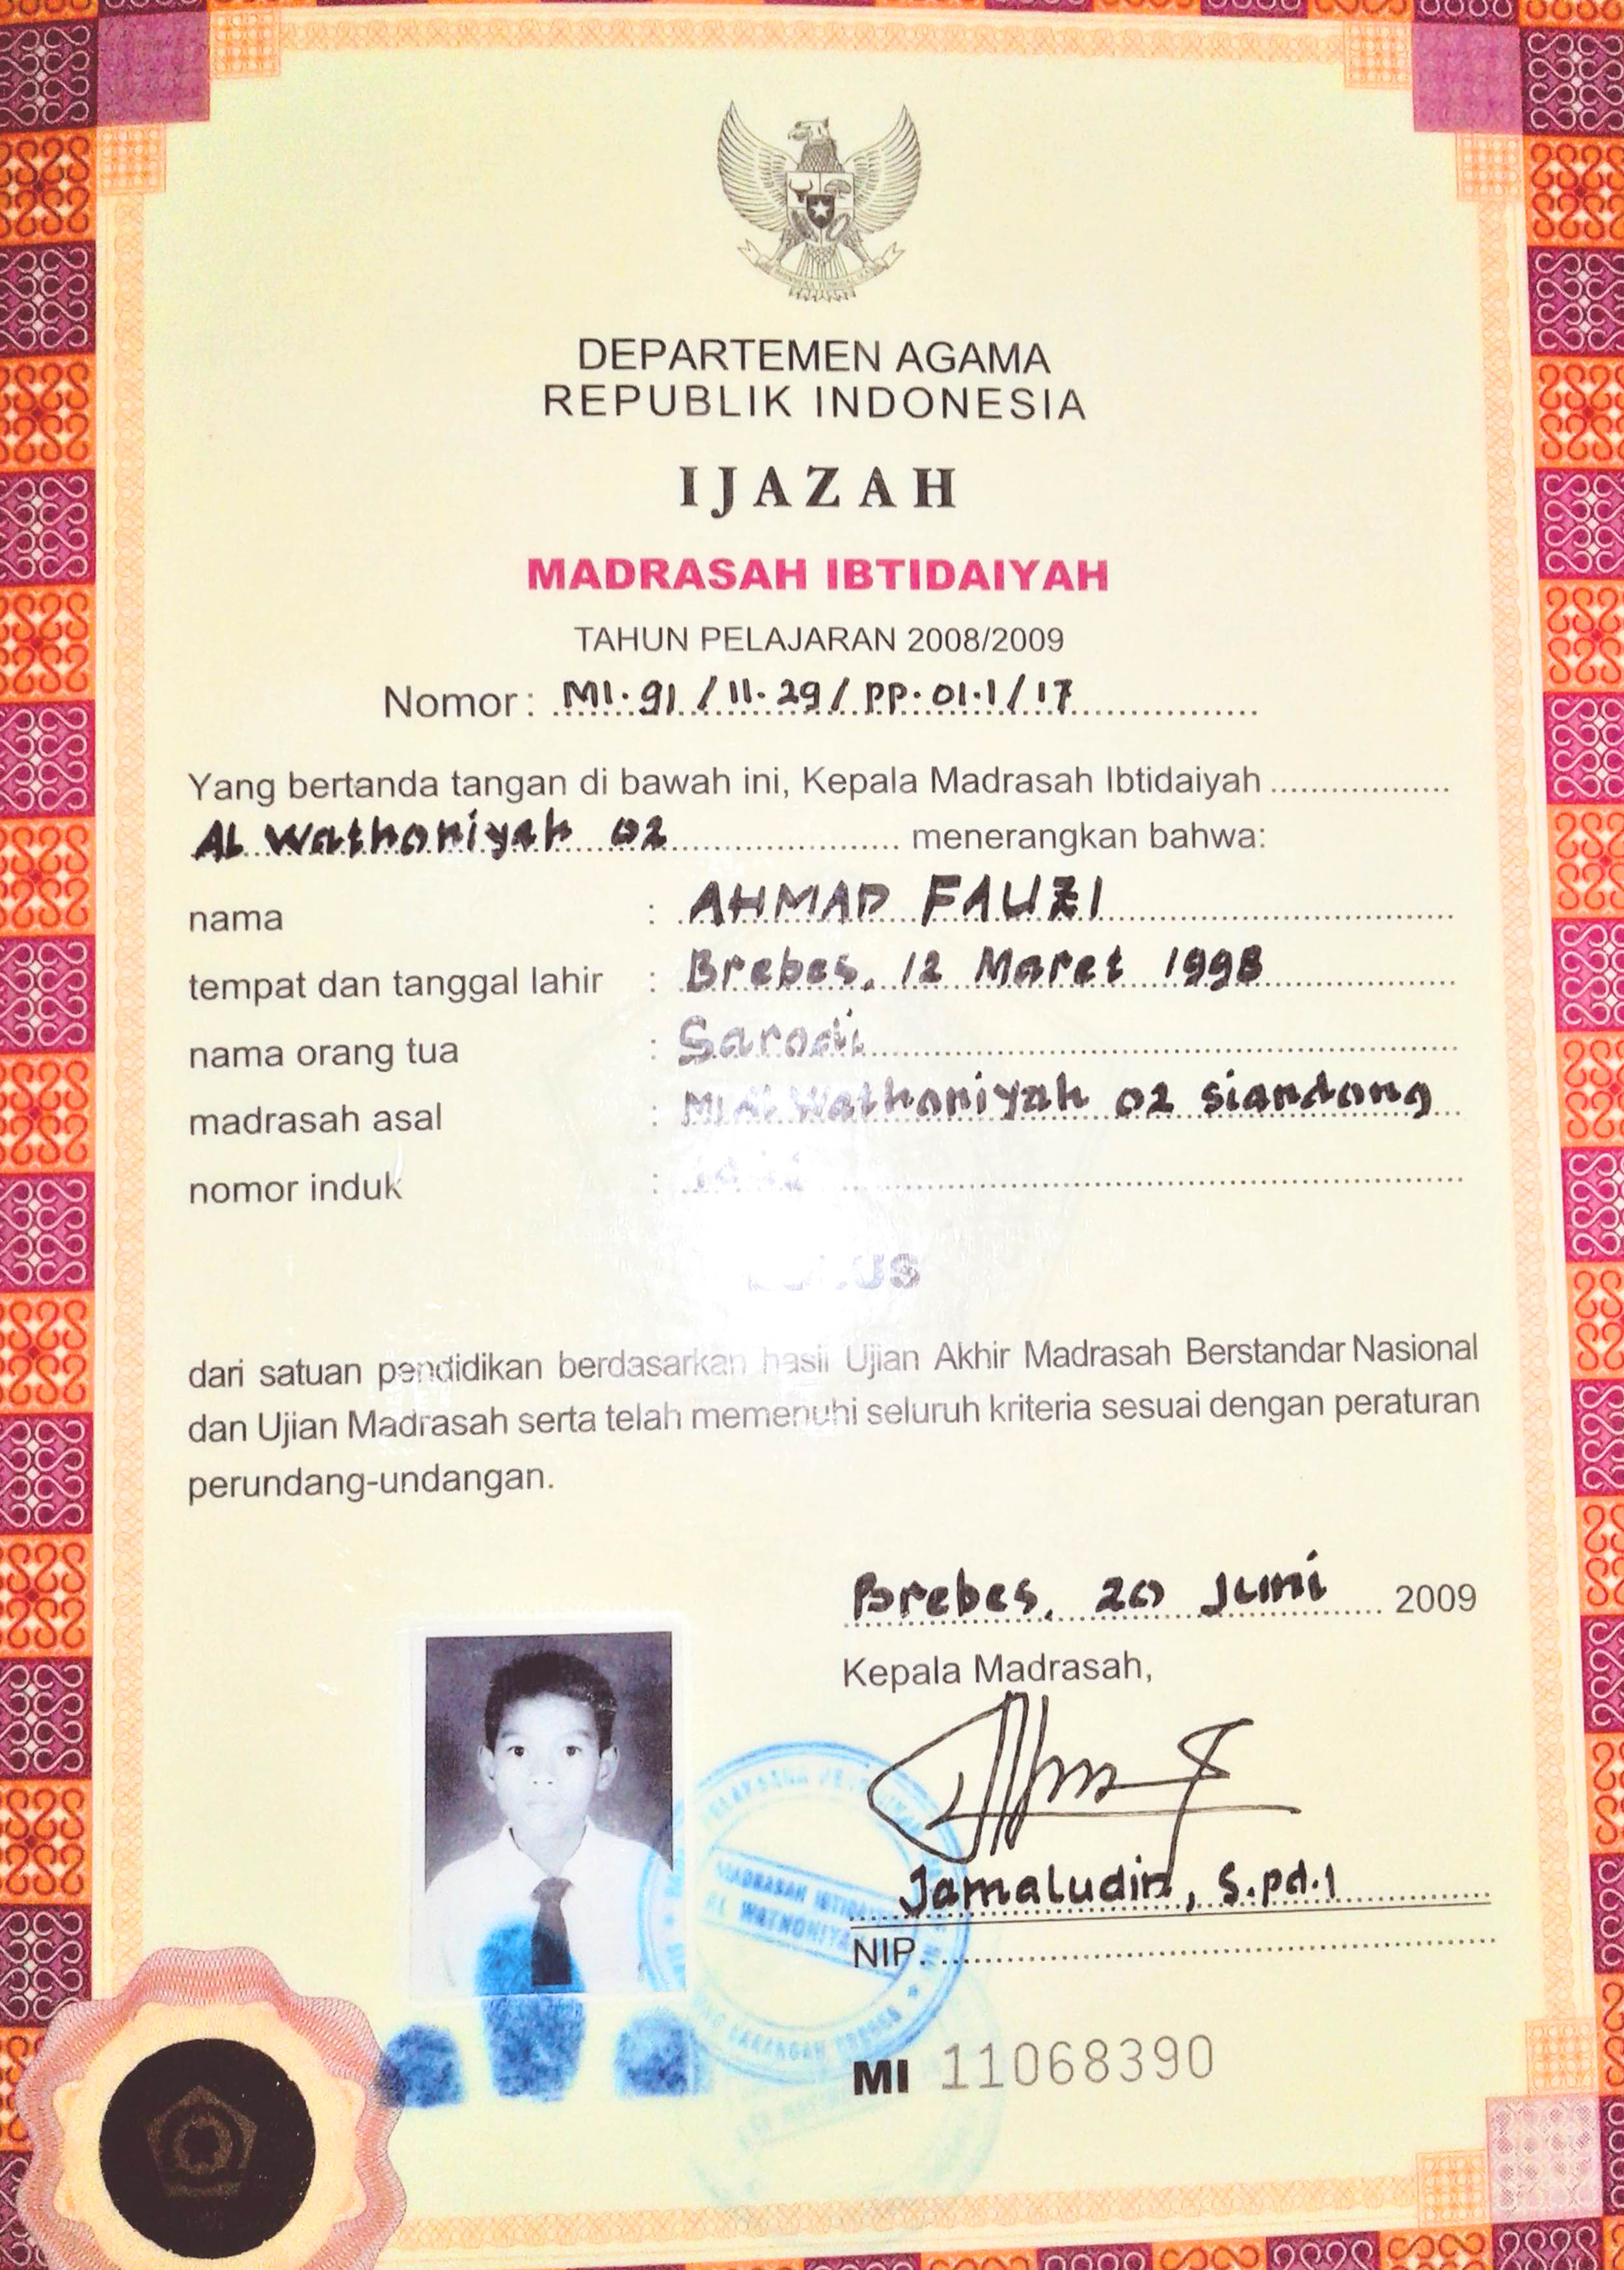 DEPARTEMEN AGAMA
REPUBLIK INDONESIA
IJAZAH
MADRASAH IBTIDAIYAH
TAHUN PELAJARAN 2008/2009
Nomor : MI.91 / 11.29 / PP.01.1 / 17
Yang bertanda tangan di bawah ini, Kepala Madrasah Ibtidaiyah
AL Wathoniyah 02 menerangkan bahwa:
nama : AHMAD FAUZI
tempat dan tanggal lahir : Brebes, 12 Maret 1998
nama orang tua : Sarodi
madrasah asal : MI AL Wathoniyah 02 Siandong
nomor induk :
LULUS
dari satuan pendidikan berdasarkan hasil Ujian Akhir Madrasah Berstandar Nasional
dan Ujian Madrasah serta telah memenuhi seluruh kriteria sesuai dengan peraturan
perundang-undangan.
Brebes, 20 Juni 2009
Kepala Madrasah,
MADRASAH IBTIDAIYAH
AL WATHONIYAH
Jamaludin, S.Pd.I
NIP.
MI 11068390